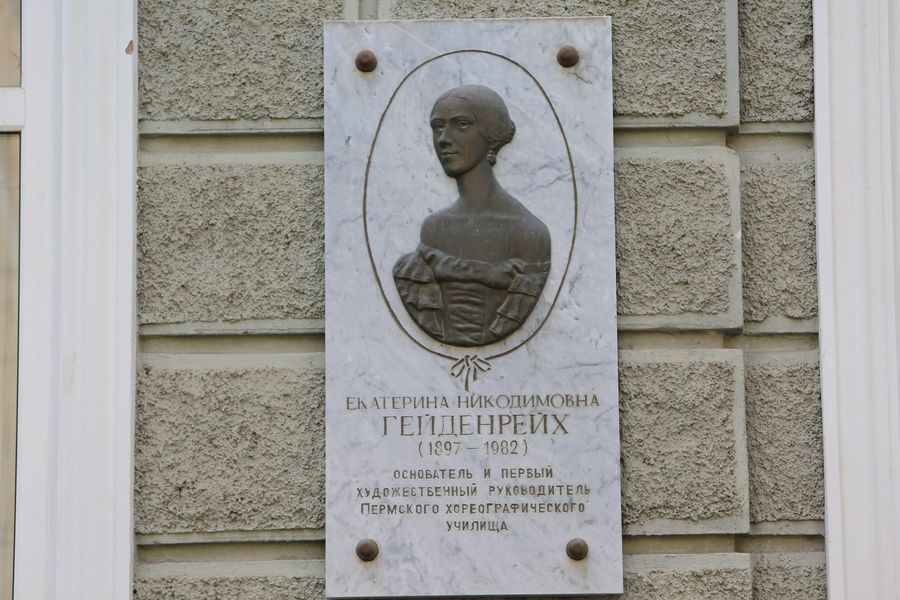 ЕКАТЕРИНА НИКОДИМОВНА
ГЕЙДЕНРЕЙХ
(1897 — 1982)
ОСНОВАТЕЛЬ И ПЕРВЫЙ
ХУДОЖЕСТВЕННЫЙ РУКОВОДИТЕЛЬ
ПЕРМСКОГО ХОРЕОГРАФИЧЕСКОГО
УЧИЛИЩА